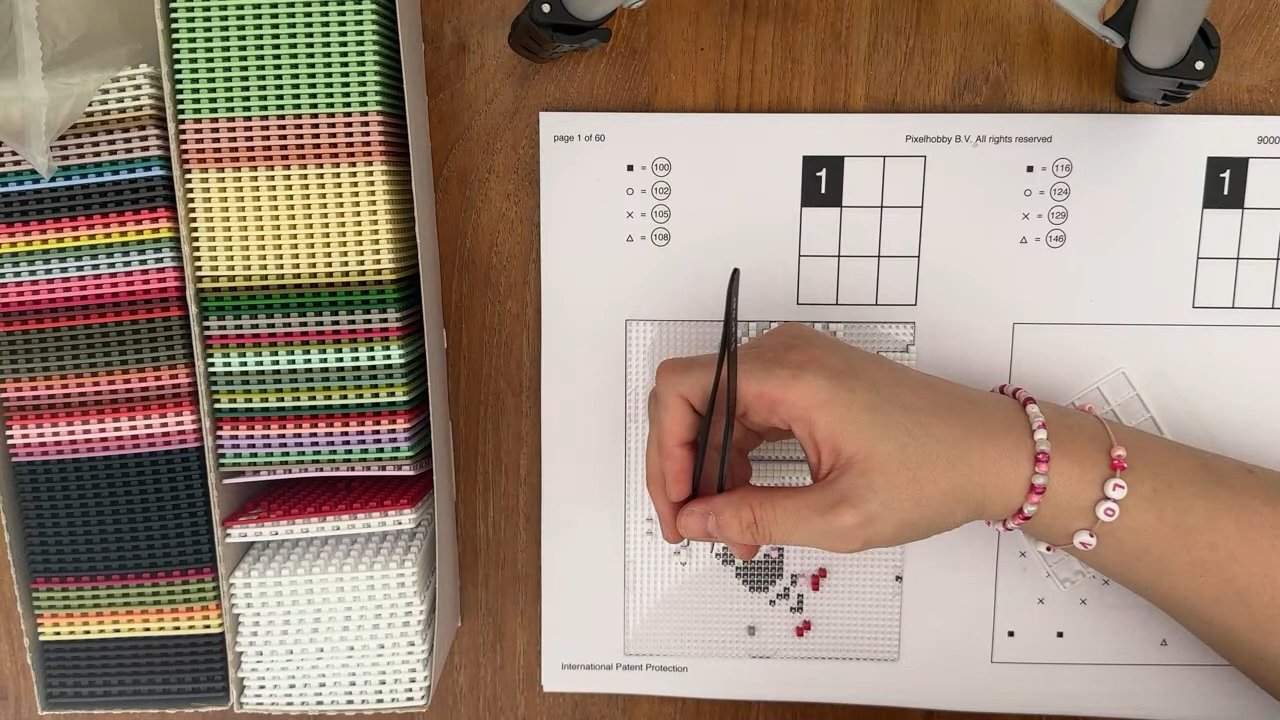 page 1 of 60
Pixelhobby B.V. All rights reserved
9000
■ = 100
○ = 102
× = 105
△ = 108
1
■ = 116
○ = 124
× = 129
△ = 146
1
L
O
V
International Patent Protection